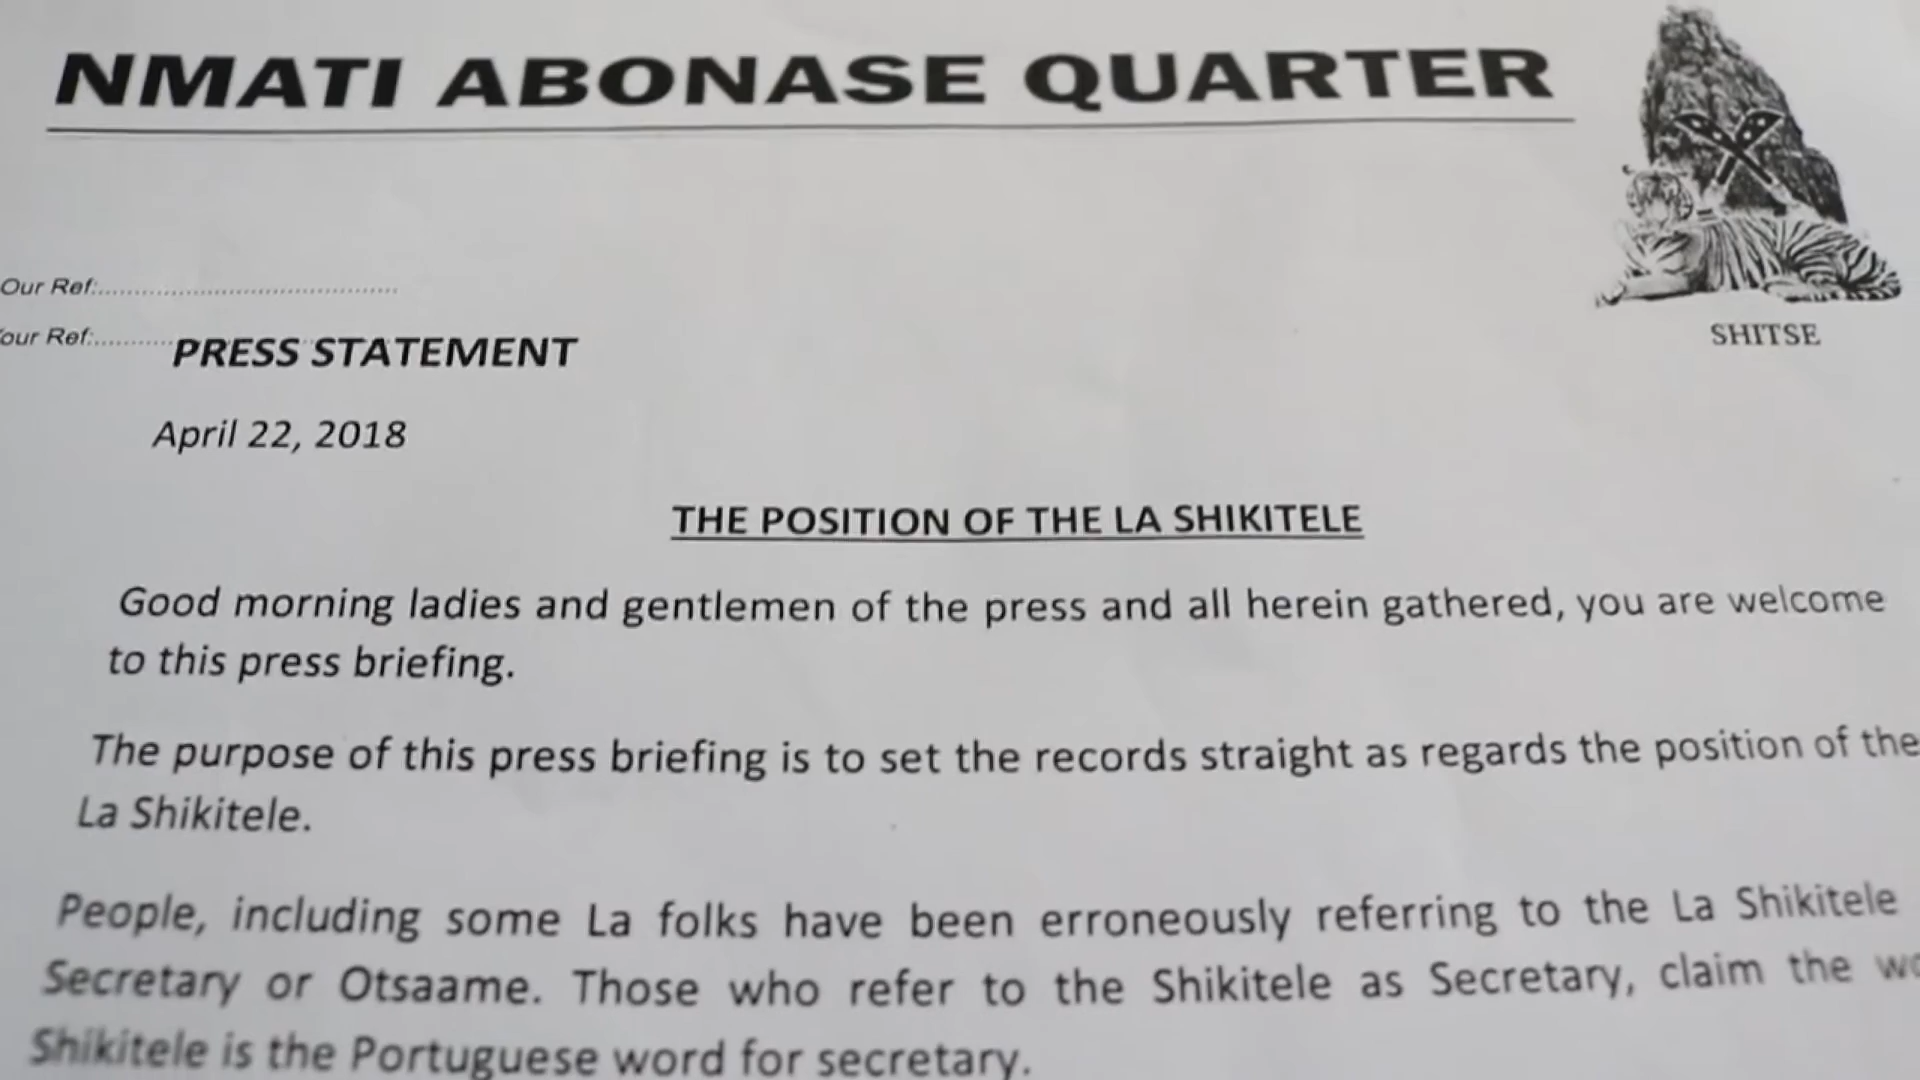 NMATI ABONASE QUARTER
SHITSE
Our Ref:..........................................
our Ref:...........
PRESS STATEMENT
April 22, 2018
THE POSITION OF THE LA SHIKITELE
Good morning ladies and gentlemen of the press and all herein gathered, you are welcome
to this press briefing.
The purpose of this press briefing is to set the records straight as regards the position of the
La Shikitele.
People, including some La folks have been erroneously referring to the La Shikitele
Secretary or Otsaame. Those who refer to the Shikitele as Secretary, claim the
Shikitele is the Portuguese word for secretary.